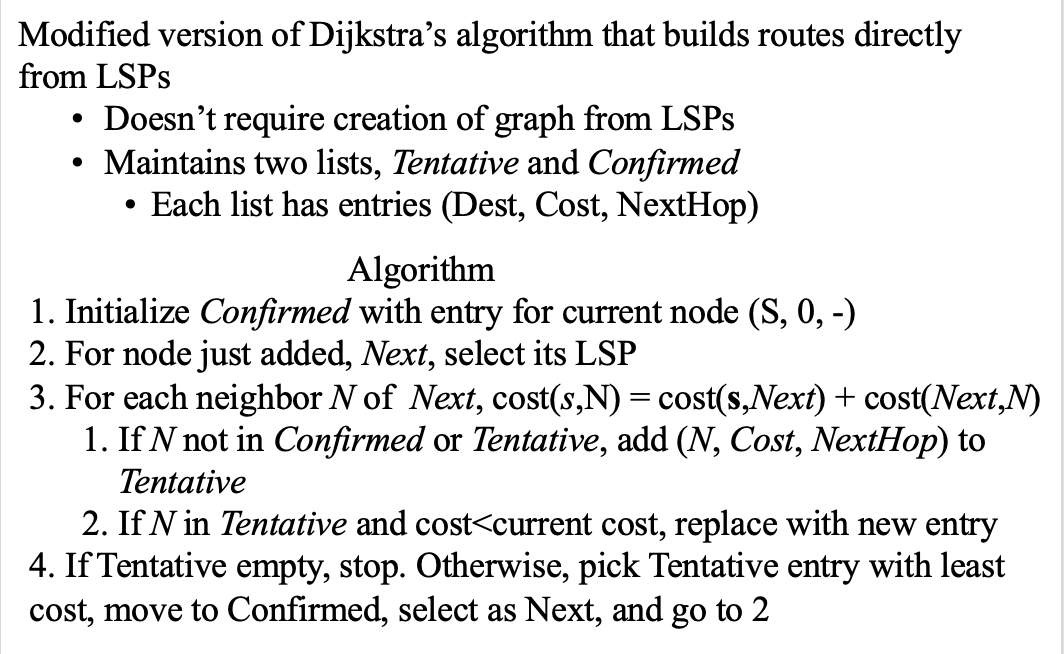 Modified version of Dijkstra’s algorithm that builds routes directly
from LSPs
• Doesn’t require creation of graph from LSPs
• Maintains two lists, Tentative and Confirmed
• Each list has entries (Dest, Cost, NextHop)
Algorithm
1. Initialize Confirmed with entry for current node (S, 0, -)
2. For node just added, Next, select its LSP
3. For each neighbor N of Next, cost(s,N) = cost(s,Next) + cost(Next,N)
1. If N not in Confirmed or Tentative, add (N, Cost, NextHop) to
Tentative
2. If N in Tentative and cost<current cost, replace with new entry
4. If Tentative empty, stop. Otherwise, pick Tentative entry with least
cost, move to Confirmed, select as Next, and go to 2